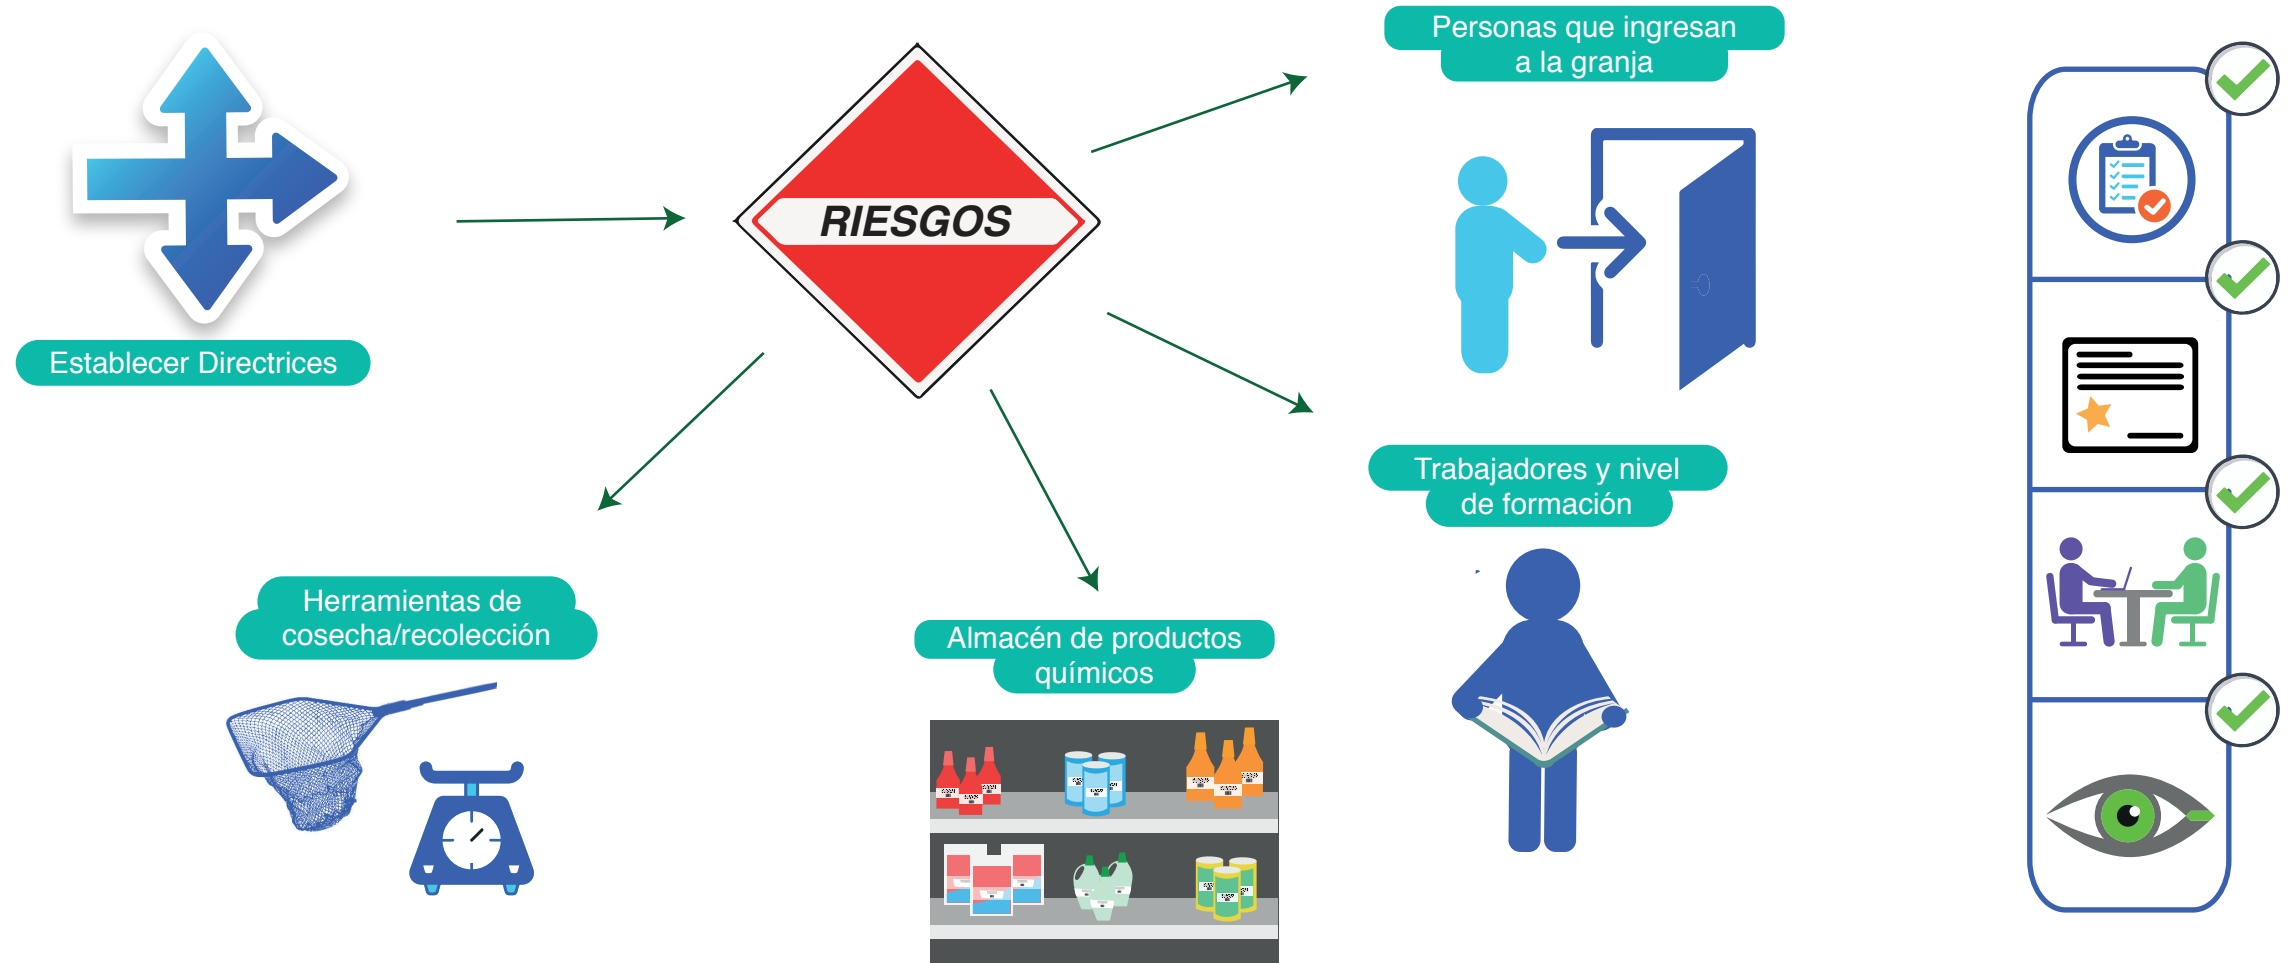 Establecer Directrices
RIESGOS
Personas que ingresan
a la granja
Trabajadores y nivel
de formación
Herramientas de
cosecha/recolección
Almacén de productos
químicos